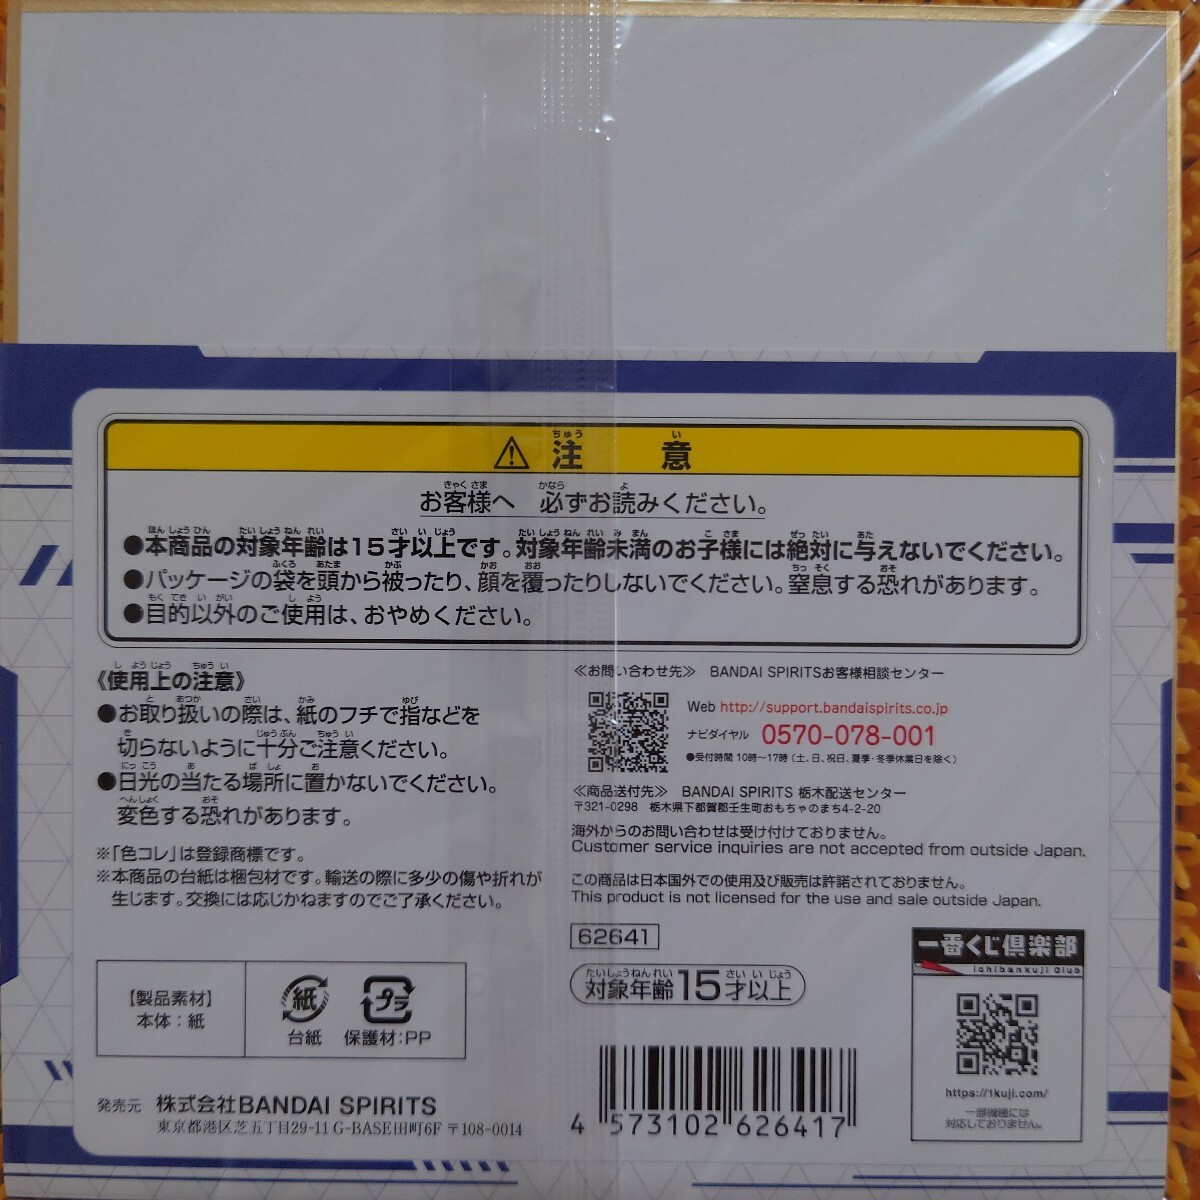 ⚠注意
お客様へ 必ずお読みください。
●本商品の対象年齢は15才以上です。対象年齢未満のお子様には絶対に与えないでください。
●パッケージの袋を頭から被ったり、顔を覆ったりしないでください。窒息する恐れがあります。
●目的以外のご使用は、おやめください。
《使用上の注意》
●お取り扱いの際は、紙のフチで指などを
切らないように十分ご注意ください。
●日光の当たる場所に置かないでください。
変色する恐れがあります。
※「色コレ」は登録商標です。
※本商品の台紙は梱包材です。輸送の際に多少の傷や折れが
生じます。交換には応じかねますのでご了承ください。
【製品素材】
本体：紙
紙
台紙
プラ
保護材：PP
発売元 株式会社BANDAI SPIRITS
東京都港区芝五丁目29-11 G-BASE田町6F 〒108-0014
≪お問い合わせ先≫ BANDAI SPIRITSお客様相談センター
Web http://support.bandaispirits.co.jp
ナビダイヤル 0570-078-001
●受付時間 10時〜17時（土、日、祝日、夏季・冬季休業日を除く）
≪商品送付先≫ BANDAI SPIRITS 栃木配送センター
〒321-0298 栃木県下都賀郡壬生町おもちゃのまち4-2-20
海外からのお問い合わせは受け付けておりません。
Customer service inquiries are not accepted from outside Japan.
この商品は日本国外での使用及び販売は許諾されておりません。
This product is not licensed for the use and sale outside Japan.
62641
対象年齢15才以上
4 573102 626417
一番くじ倶楽部
Ichibankuji Club
https://1kuji.com/
一部機種には
対応しておりません。